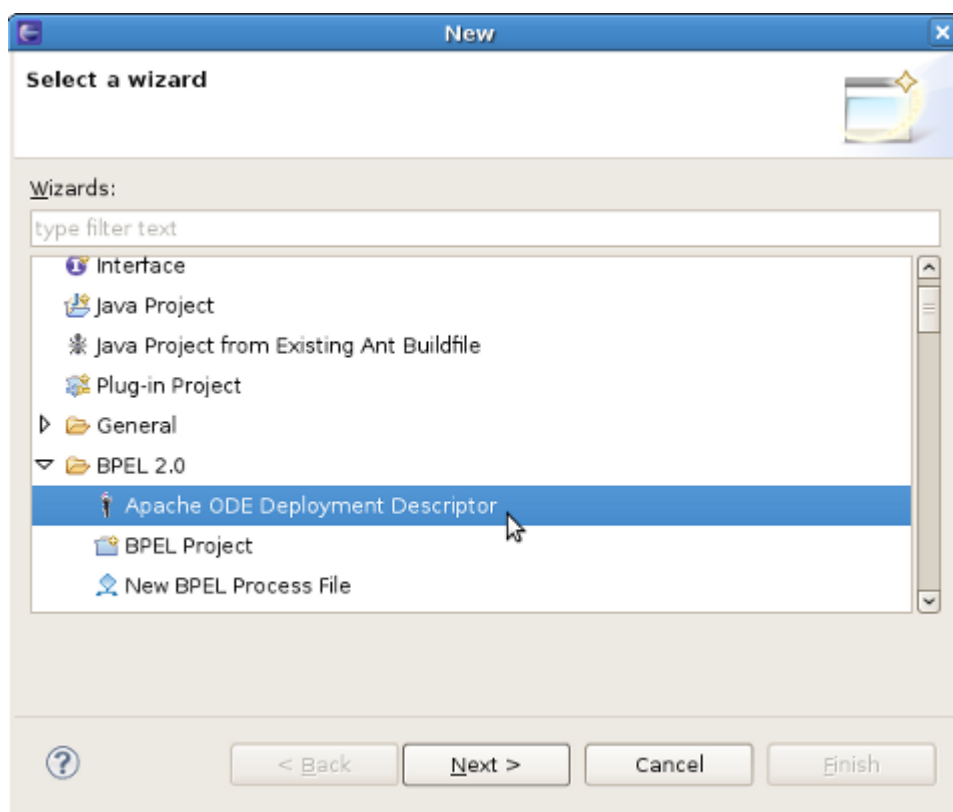 New
Select a wizard
Wizards:
type filter text
Interface
Java Project
Java Project from Existing Ant Buildfile
Plug-in Project
General
BPEL 2.0
Apache ODE Deployment Descriptor
BPEL Project
New BPEL Process File
? < Back Next > Cancel Finish